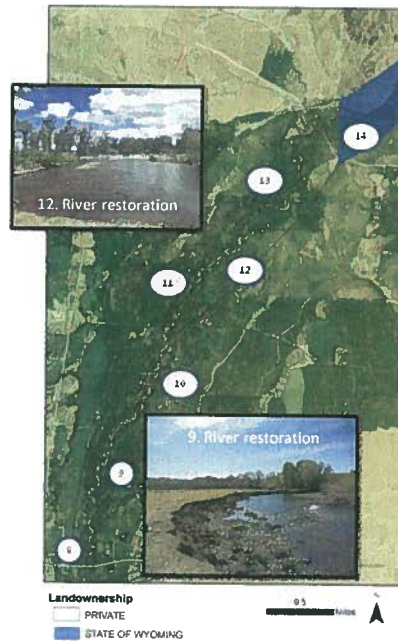 14
13
12. River restoration
12
11
10
9. River restoration
9
8
Landownership
PRIVATE
STATE OF WYOMING
0.5
Miles